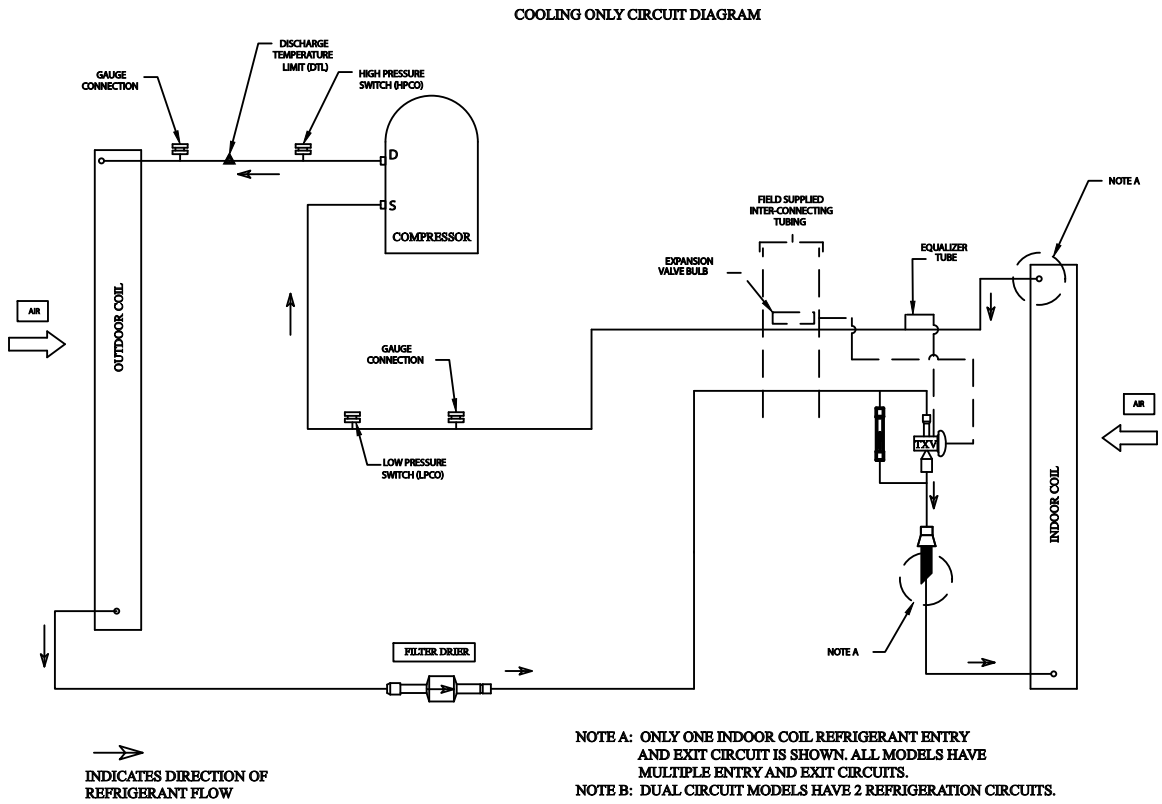 COOLING ONLY CIRCUIT DIAGRAM
DISCHARGE
TEMPERATURE
LIMIT (DTL)
GAUGE
CONNECTION
HIGH PRESSURE
SWITCH (HPCO)
D
S
COMPRESSOR
NOTE A
FIELD SUPPLIED
INTER-CONNECTING
TUBING
EQUALIZER
TUBE
EXPANSION
VALVE BULB
AIR
OUTDOOR COIL
GAUGE
CONNECTION
AIR
TXV
LOW PRESSURE
SWITCH (LPCO)
INDOOR COIL
FILTER DRIER
NOTE A
INDICATES DIRECTION OF
REFRIGERANT FLOW
NOTE A: ONLY ONE INDOOR COIL REFRIGERANT ENTRY
AND EXIT CIRCUIT IS SHOWN. ALL MODELS HAVE
MULTIPLE ENTRY AND EXIT CIRCUITS.
NOTE B: DUAL CIRCUIT MODELS HAVE 2 REFRIGERATION CIRCUITS.